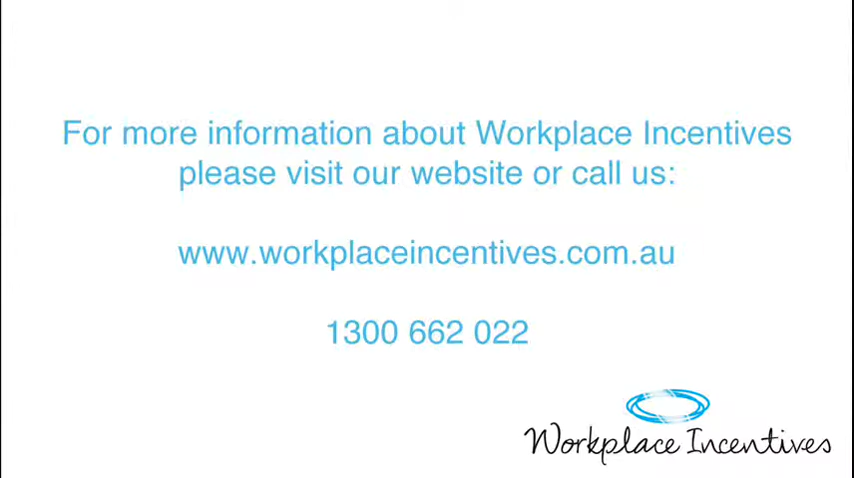 For more information about Workplace Incentives
please visit our website or call us:
www.workplaceincentives.com.au
1300 662 022
Workplace Incentives